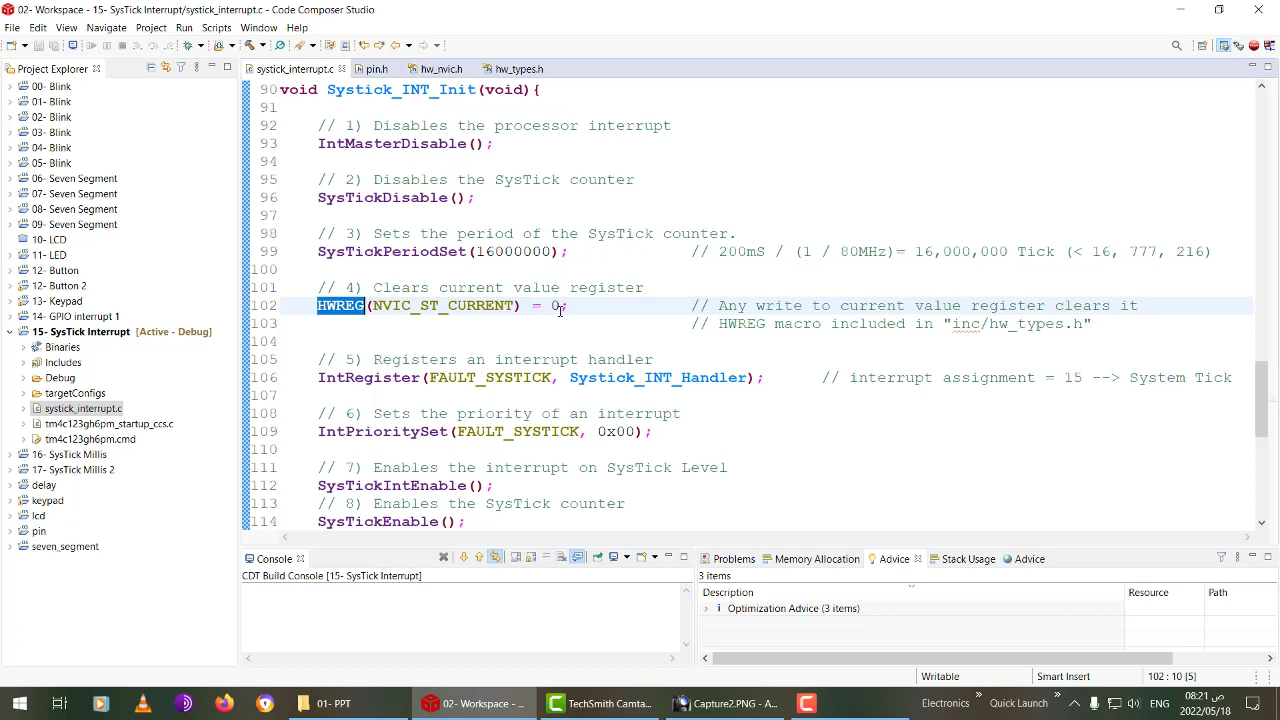 02- Workspace - 15- SysTick Interrupt/systick_interrupt.c - Code Composer Studio
File Edit View Navigate Project Run Scripts Window Help
Project Explorer
systick_interrupt.c pin.h hw_nvic.h hw_types.h
00- Blink
01- Blink
02- Blink
03- Blink
04- Blink
05- Blink
06- Seven Segment
07- Seven Segment
08- Seven Segment
09- Seven Segment
10- LCD
11- LED
12- Button
12- Button 2
13- Keypad
14- GPIO interrupt 1
15- SysTick Interrupt [Active - Debug]
Binaries
Includes
Debug
targetConfigs
systick_interrupt.c
tm4c123gh6pm_startup_ccs.c
tm4c123gh6pm.cmd
16- SysTick Millis
17- SysTick Millis 2
delay
keypad
lcd
pin
seven_segment
90 void Systick_INT_Init(void){
91
92 // 1) Disables the processor interrupt
93 IntMasterDisable();
94
95 // 2) Disables the SysTick counter
96 SysTickDisable();
97
98 // 3) Sets the period of the SysTick counter.
99 SysTickPeriodSet(16000000); // 200mS / (1 / 80MHz)= 16,000,000 Tick (< 16, 777, 216)
100
101 // 4) Clears current value register
102 HWREG(NVIC_ST_CURRENT) = 0; // Any write to current value register clears it
103 // HWREG macro included in "inc/hw_types.h"
104
105 // 5) Registers an interrupt handler
106 IntRegister(FAULT_SYSTICK, Systick_INT_Handler); // interrupt assignment = 15 --> System Tick
107
108 // 6) Sets the priority of an interrupt
109 IntPrioritySet(FAULT_SYSTICK, 0x00);
110
111 // 7) Enables the interrupt on SysTick Level
112 SysTickIntEnable();
113 // 8) Enables the SysTick counter
114 SysTickEnable();
Console
CDT Build Console [15- SysTick Interrupt]
Problems Memory Allocation Advice Stack Usage Advice
3 items
Description Resource Path
Optimization Advice (3 items)
Writable Smart Insert 102 : 10 [5]
01- PPT 02- Workspace - ... TechSmith Camta... Capture2.PNG - A... Electronics Quick Launch
08:21 ص
2022/05/18